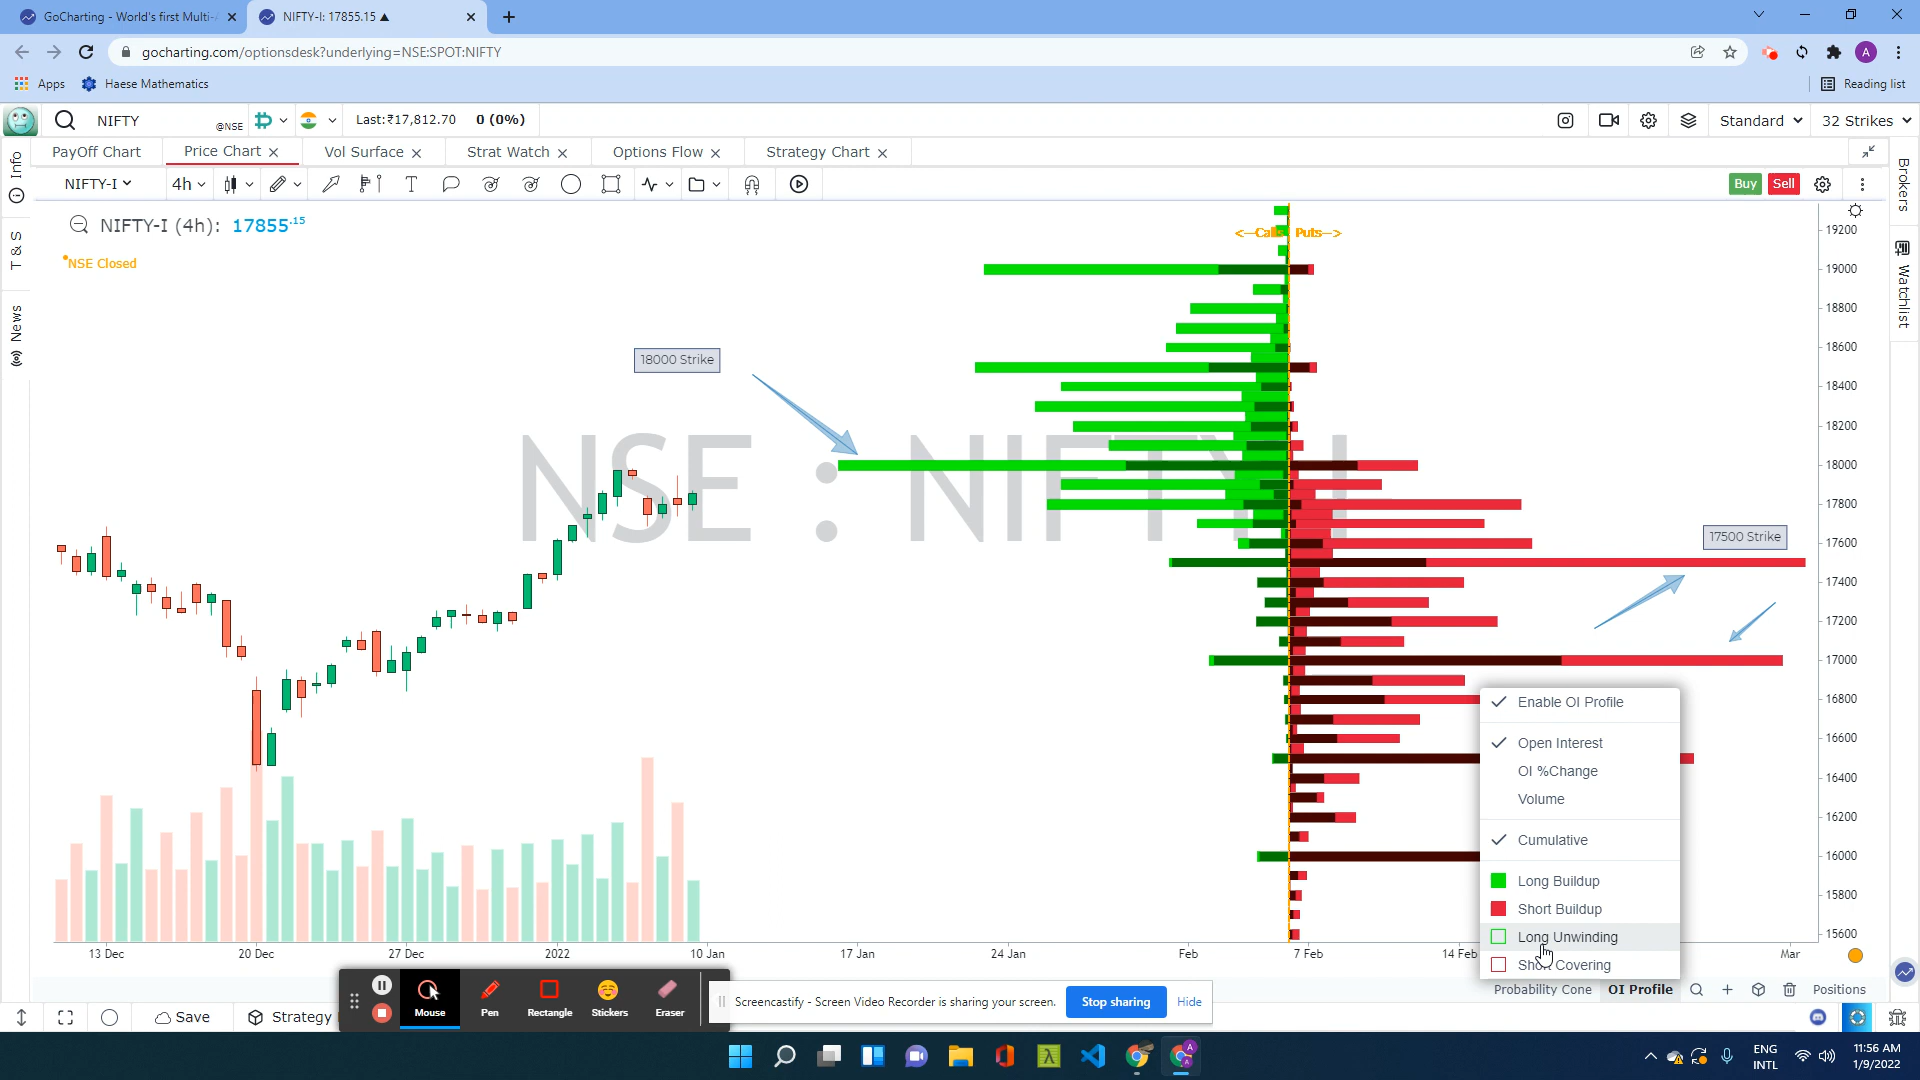 GoCharting - World's first Multi-A
NIFTY-I: 17855.15 ▲
gocharting.com/optionsdesk?underlying=NSE:SPOT:NIFTY
A
Apps
Haese Mathematics
Reading list
NIFTY
@NSE
Last:₹17,812.70
0 (0%)
Standard
32 Strikes
Info
T & S
News
PayOff Chart
Price Chart
Vol Surface
Strat Watch
Options Flow
Strategy Chart
Brokers
Watchlist
NIFTY-I
4h
T
Buy
Sell
NIFTY-I (4h): 17855.15
NSE Closed
<--Calls
Puts-->
NSE : NIFTY-I
18000 Strike
17500 Strike
19200
19000
18800
18600
18400
18200
18000
17800
17600
17400
17200
17000
16800
16600
16400
16200
16000
15800
15600
Enable OI Profile
Open Interest
OI %Change
Volume
Cumulative
Long Buildup
Short Buildup
Long Unwinding
Short Covering
13 Dec
20 Dec
27 Dec
2022
10 Jan
17 Jan
24 Jan
Feb
7 Feb
14 Feb
Mar
Probability Cone
OI Profile
Positions
Save
Strategy
Mouse
Pen
Rectangle
Stickers
Eraser
Screencastify - Screen Video Recorder is sharing your screen.
Stop sharing
Hide
ENG
INTL
11:56 AM
1/9/2022